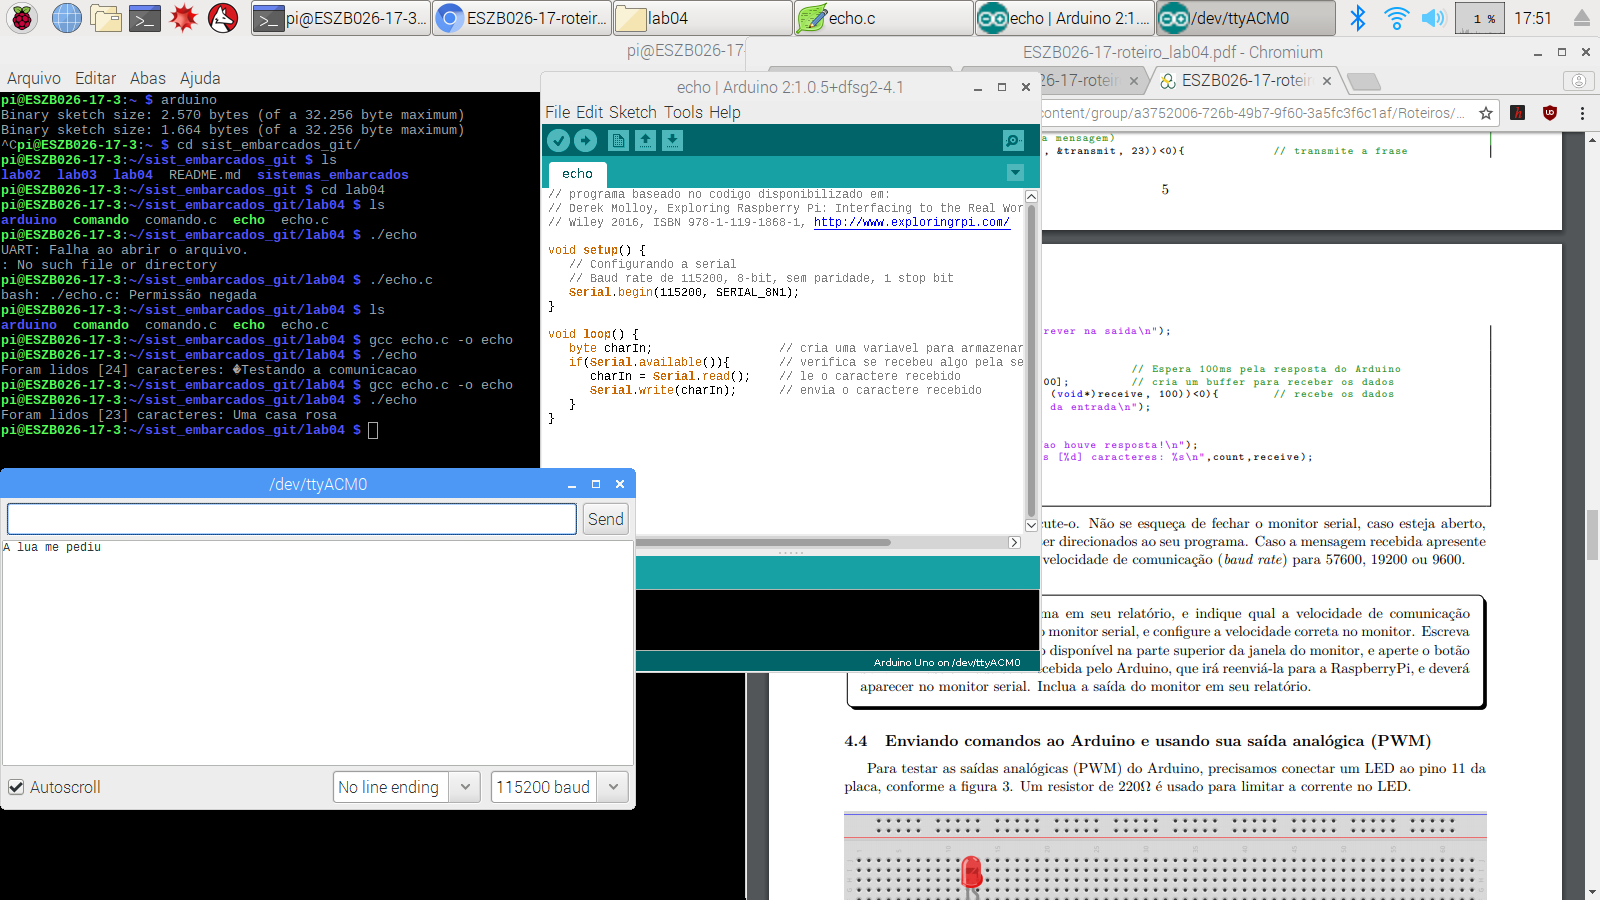 pi@ESZB026-17-3...
ESZB026-17-roteir...
lab04
echo.c
echo | Arduino 2:1....
/dev/ttyACM0
1 %
17:51
pi@ESZB026-17-
ESZB026-17-roteiro_lab04.pdf - Chromium
Arquivo Editar Abas Ajuda
pi@ESZB026-17-3:~ $ arduino
Binary sketch size: 2.570 bytes (of a 32.256 byte maximum)
Binary sketch size: 1.664 bytes (of a 32.256 byte maximum)
^Cpi@ESZB026-17-3:~ $ cd sist_embarcados_git/
pi@ESZB026-17-3:~/sist_embarcados_git $ ls
lab02 lab03 lab04 README.md sistemas_embarcados
pi@ESZB026-17-3:~/sist_embarcados_git $ cd lab04
pi@ESZB026-17-3:~/sist_embarcados_git/lab04 $ ls
arduino comando comando.c echo echo.c
pi@ESZB026-17-3:~/sist_embarcados_git/lab04 $ ./echo
UART: Falha ao abrir o arquivo.
: No such file or directory
pi@ESZB026-17-3:~/sist_embarcados_git/lab04 $ ./echo.c
bash: ./echo.c: Permissão negada
pi@ESZB026-17-3:~/sist_embarcados_git/lab04 $ ls
arduino comando comando.c echo echo.c
pi@ESZB026-17-3:~/sist_embarcados_git/lab04 $ gcc echo.c -o echo
pi@ESZB026-17-3:~/sist_embarcados_git/lab04 $ ./echo
Foram lidos [24] caracteres: �Testando a comunicacao
pi@ESZB026-17-3:~/sist_embarcados_git/lab04 $ gcc echo.c -o echo
pi@ESZB026-17-3:~/sist_embarcados_git/lab04 $ ./echo
Foram lidos [23] caracteres: Uma casa rosa
pi@ESZB026-17-3:~/sist_embarcados_git/lab04 $
echo | Arduino 2:1.0.5+dfsg2-4.1
File Edit Sketch Tools Help
echo
// programa baseado no codigo disponibilizado em:
// Derek Molloy, Exploring Raspberry Pi: Interfacing to the Real Wor
// Wiley 2016, ISBN 978-1-119-1868-1, http://www.exploringrpi.com/
void setup() {
// Configurando a serial
// Baud rate de 115200, 8-bit, sem paridade, 1 stop bit
Serial.begin(115200, SERIAL_8N1);
}
void loop() {
byte charIn; // cria uma variavel para armazenar
if(Serial.available()){ // verifica se recebeu algo pela se
charIn = Serial.read(); // le o caractere recebido
Serial.write(charIn); // envia o caractere recebido
}
}
Arduino Uno on /dev/ttyACM0
/dev/ttyACM0
Send
A lua me pediu
Autoscroll
No line ending
115200 baud
6-17-roteir
ESZB026-17-roteir
content/group/a3752006-726b-49b7-9f60-3a5fc3f6c1af/Roteiros/...
a mensagem)
, &transmit, 23))<0){ // transmite a frase
5
rever na saida\n");
// Espera 100ms pela resposta do Arduino
00]; // cria um buffer para receber os dados
(void*)receive, 100))<0){ // recebe os dados
da entrada\n");
ao houve resposta!\n");
s [%d] caracteres: %s\n",count,receive);
cute-o. Não se esqueça de fechar o monitor serial, caso esteja aberto,
er direcionados ao seu programa. Caso a mensagem recebida apresente
velocidade de comunicação (baud rate) para 57600, 19200 ou 9600.
ma em seu relatório, e indique qual a velocidade de comunicação
o monitor serial, e configure a velocidade correta no monitor. Escreva
o disponível na parte superior da janela do monitor, e aperte o botão
cebida pelo Arduino, que irá reenviá-la para a RaspberryPi, e deverá
aparecer no monitor serial. Inclua a saída do monitor em seu relatório.
4.4 Enviando comandos ao Arduino e usando sua saída analógica (PWM)
Para testar as saídas analógicas (PWM) do Arduino, precisamos conectar um LED ao pino 11 da
placa, conforme a figura 3. Um resistor de 220Ω é usado para limitar a corrente no LED.